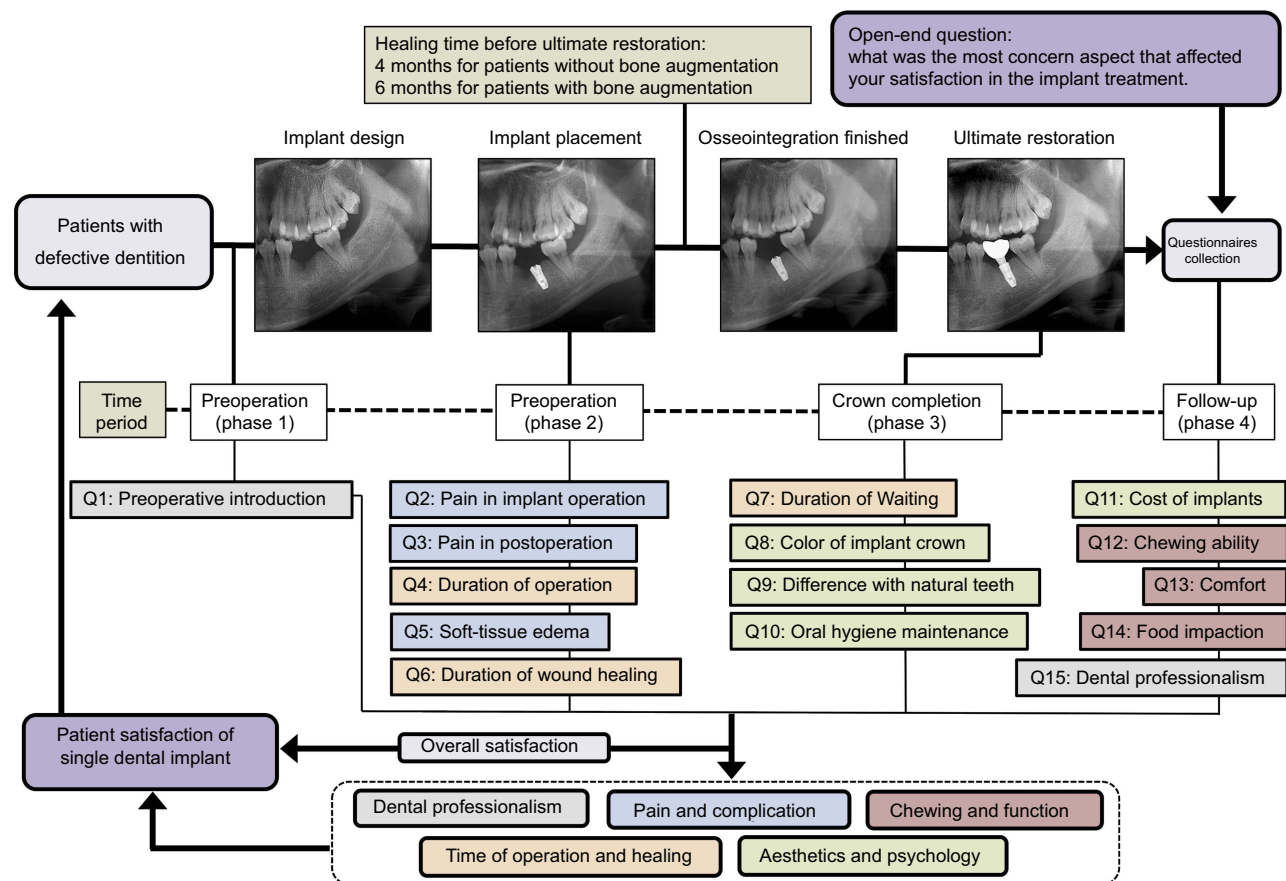 Healing time before ultimate restoration:
4 months for patients without bone augmentation
6 months for patients with bone augmentation
Open-end question:
what was the most concern aspect that affected
your satisfaction in the implant treatment.
Implant design
Implant placement
Osseointegration finished
Ultimate restoration
Patients with
defective dentition
Questionnaires
collection
Time
period
Preoperation
(phase 1)
Preoperation
(phase 2)
Crown completion
(phase 3)
Follow-up
(phase 4)
Q1: Preoperative introduction
Q2: Pain in implant operation
Q3: Pain in postoperation
Q4: Duration of operation
Q5: Soft-tissue edema
Q6: Duration of wound healing
Q7: Duration of Waiting
Q8: Color of implant crown
Q9: Difference with natural teeth
Q10: Oral hygiene maintenance
Q11: Cost of implants
Q12: Chewing ability
Q13: Comfort
Q14: Food impaction
Q15: Dental professionalism
Patient satisfaction of
single dental implant
Overall satisfaction
Dental professionalism
Pain and complication
Chewing and function
Time of operation and healing
Aesthetics and psychology